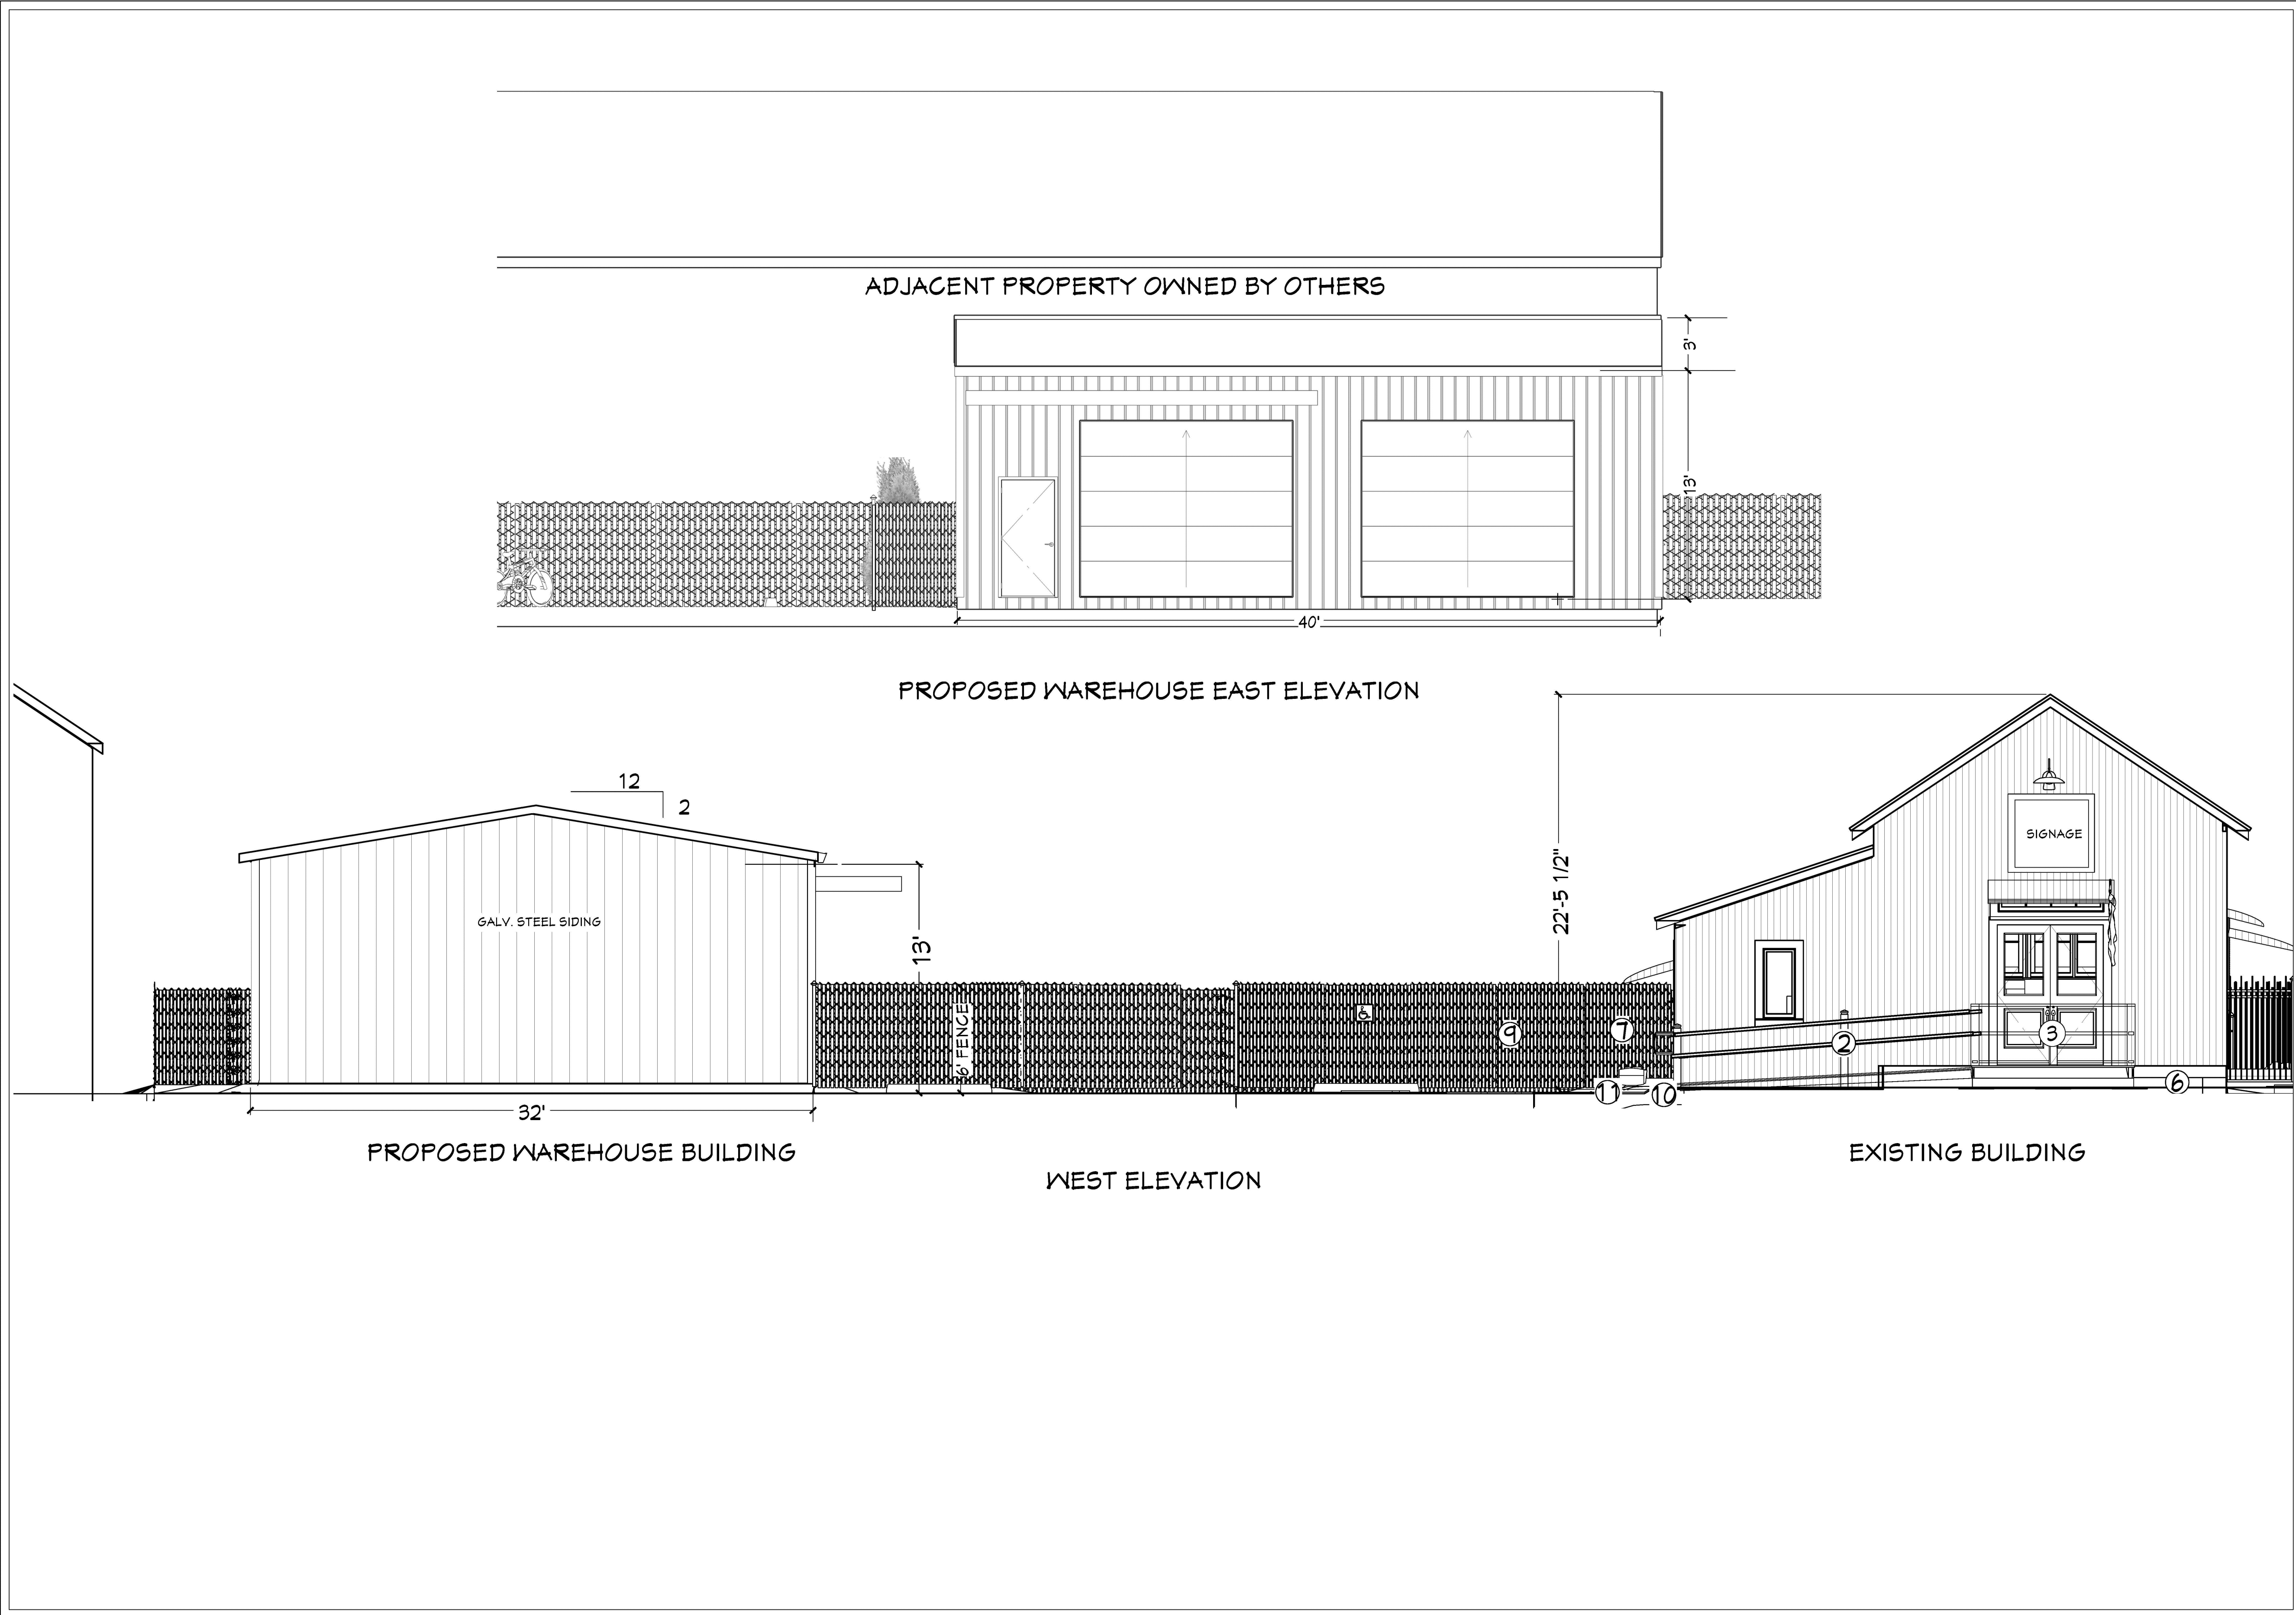 ADJACENT PROPERTY OWNED BY OTHERS
3'
13'
40'
PROPOSED WAREHOUSE EAST ELEVATION
12
2
SIGNAGE
22'-5 1/2"
GALV. STEEL SIDING
13'
6' FENCE
9
7
2
3
11
10
6
32'
PROPOSED WAREHOUSE BUILDING
EXISTING BUILDING
WEST ELEVATION